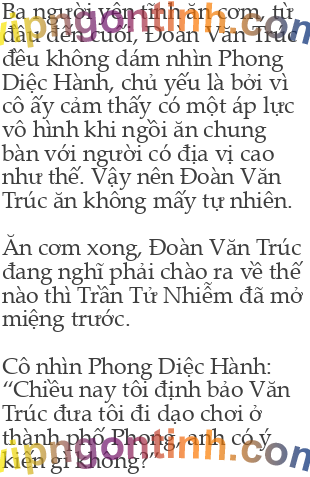 Ba người yên tĩnh ăn cơm, từ
đầu đến cuối, Đoàn Văn Trúc
đều không dám nhìn Phong
Diệc Hành, chủ yếu là bởi vì
cô ấy cảm thấy có một áp lực
vô hình khi ngồi ăn chung
bàn với người có địa vị cao
như thế. Vậy nên Đoàn Văn
Trúc ăn không mấy tự nhiên.
Ăn cơm xong, Đoàn Văn Trúc
đang nghĩ phải chào ra về thế
nào thì Trần Tử Nhiễm đã mở
miệng trước.
Cô nhìn Phong Diệc Hành:
“Chiều nay tôi định bảo Văn
Trúc đưa tôi đi dạo chơi ở
thành phố Phong, anh có ý
kiến gì không?”